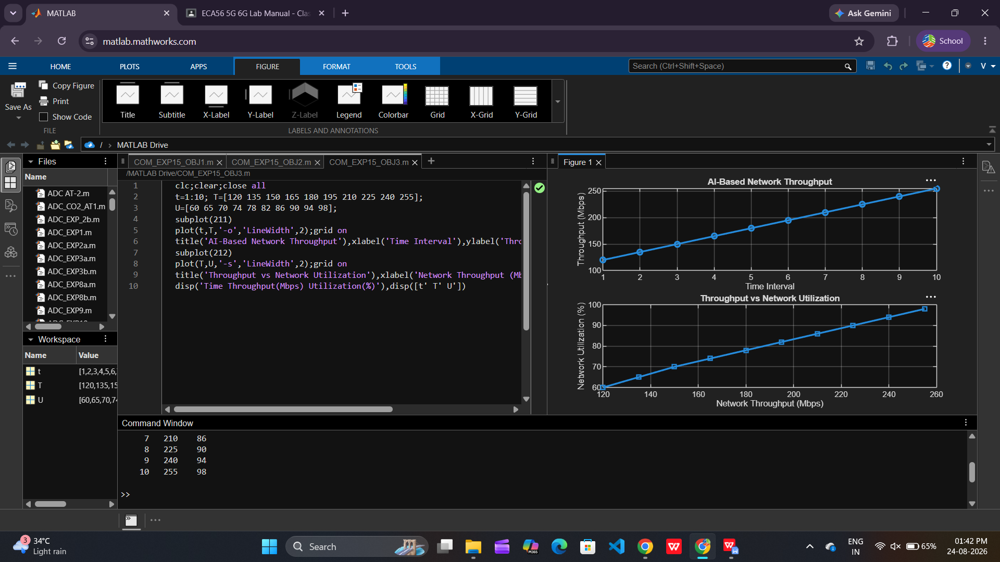 MATLAB
ECA56 5G 6G Lab Manual - Clas
Ask Gemini
matlab.mathworks.com
School
HOME
PLOTS
APPS
FIGURE
FORMAT
TOOLS
Search (Ctrl+Shift+Space)
V
Save As
Copy Figure
Print
Show Code
FILE
Title
Subtitle
X-Label
Y-Label
Z-Label
Legend
Colorbar
Grid
X-Grid
Y-Grid
LABELS AND ANNOTATIONS
/ › MATLAB Drive
Files
Name
ADC AT-2.m
ADC_CO2_AT1.m
ADC_EXP_2b.m
ADC_EXP1.m
ADC_EXP2a.m
ADC_EXP3a.m
ADC_EXP3b.m
ADC_EXP8a.m
ADC_EXP8b.m
ADC_EXP9.m
Workspace
Name Value
t [1,2,3,4,5,6,7
T [120,135,15
U [60,65,70,74
COM_EXP15_OBJ1.m
COM_EXP15_OBJ2.m
COM_EXP15_OBJ3.m
/MATLAB Drive/COM_EXP15_OBJ3.m
1 clc;clear;close all
2 t=1:10; T=[120 135 150 165 180 195 210 225 240 255];
3 U=[60 65 70 74 78 82 86 90 94 98];
4 subplot(211)
5 plot(t,T,'-o','LineWidth',2);grid on
6 title('AI-Based Network Throughput'),xlabel('Time Interval'),ylabel('Thro
7 subplot(212)
8 plot(T,U,'-s','LineWidth',2);grid on
9 title('Throughput vs Network Utilization'),xlabel('Network Throughput (Mb
10 disp('Time Throughput(Mbps) Utilization(%)'),disp([t' T' U'])
Figure 1
AI-Based Network Throughput
Throughput (Mbps)
250
200
150
100
1 2 3 4 5 6 7 8 9 10
Time Interval
Throughput vs Network Utilization
Network Utilization (%)
100
90
80
70
60
120 140 160 180 200 220 240 260
Network Throughput (Mbps)
Command Window
7 210 86
8 225 90
9 240 94
10 255 98
>>
3
34°C
Light rain
Search
M365
ENG
IN
65%
01:42 PM
24-08-2026